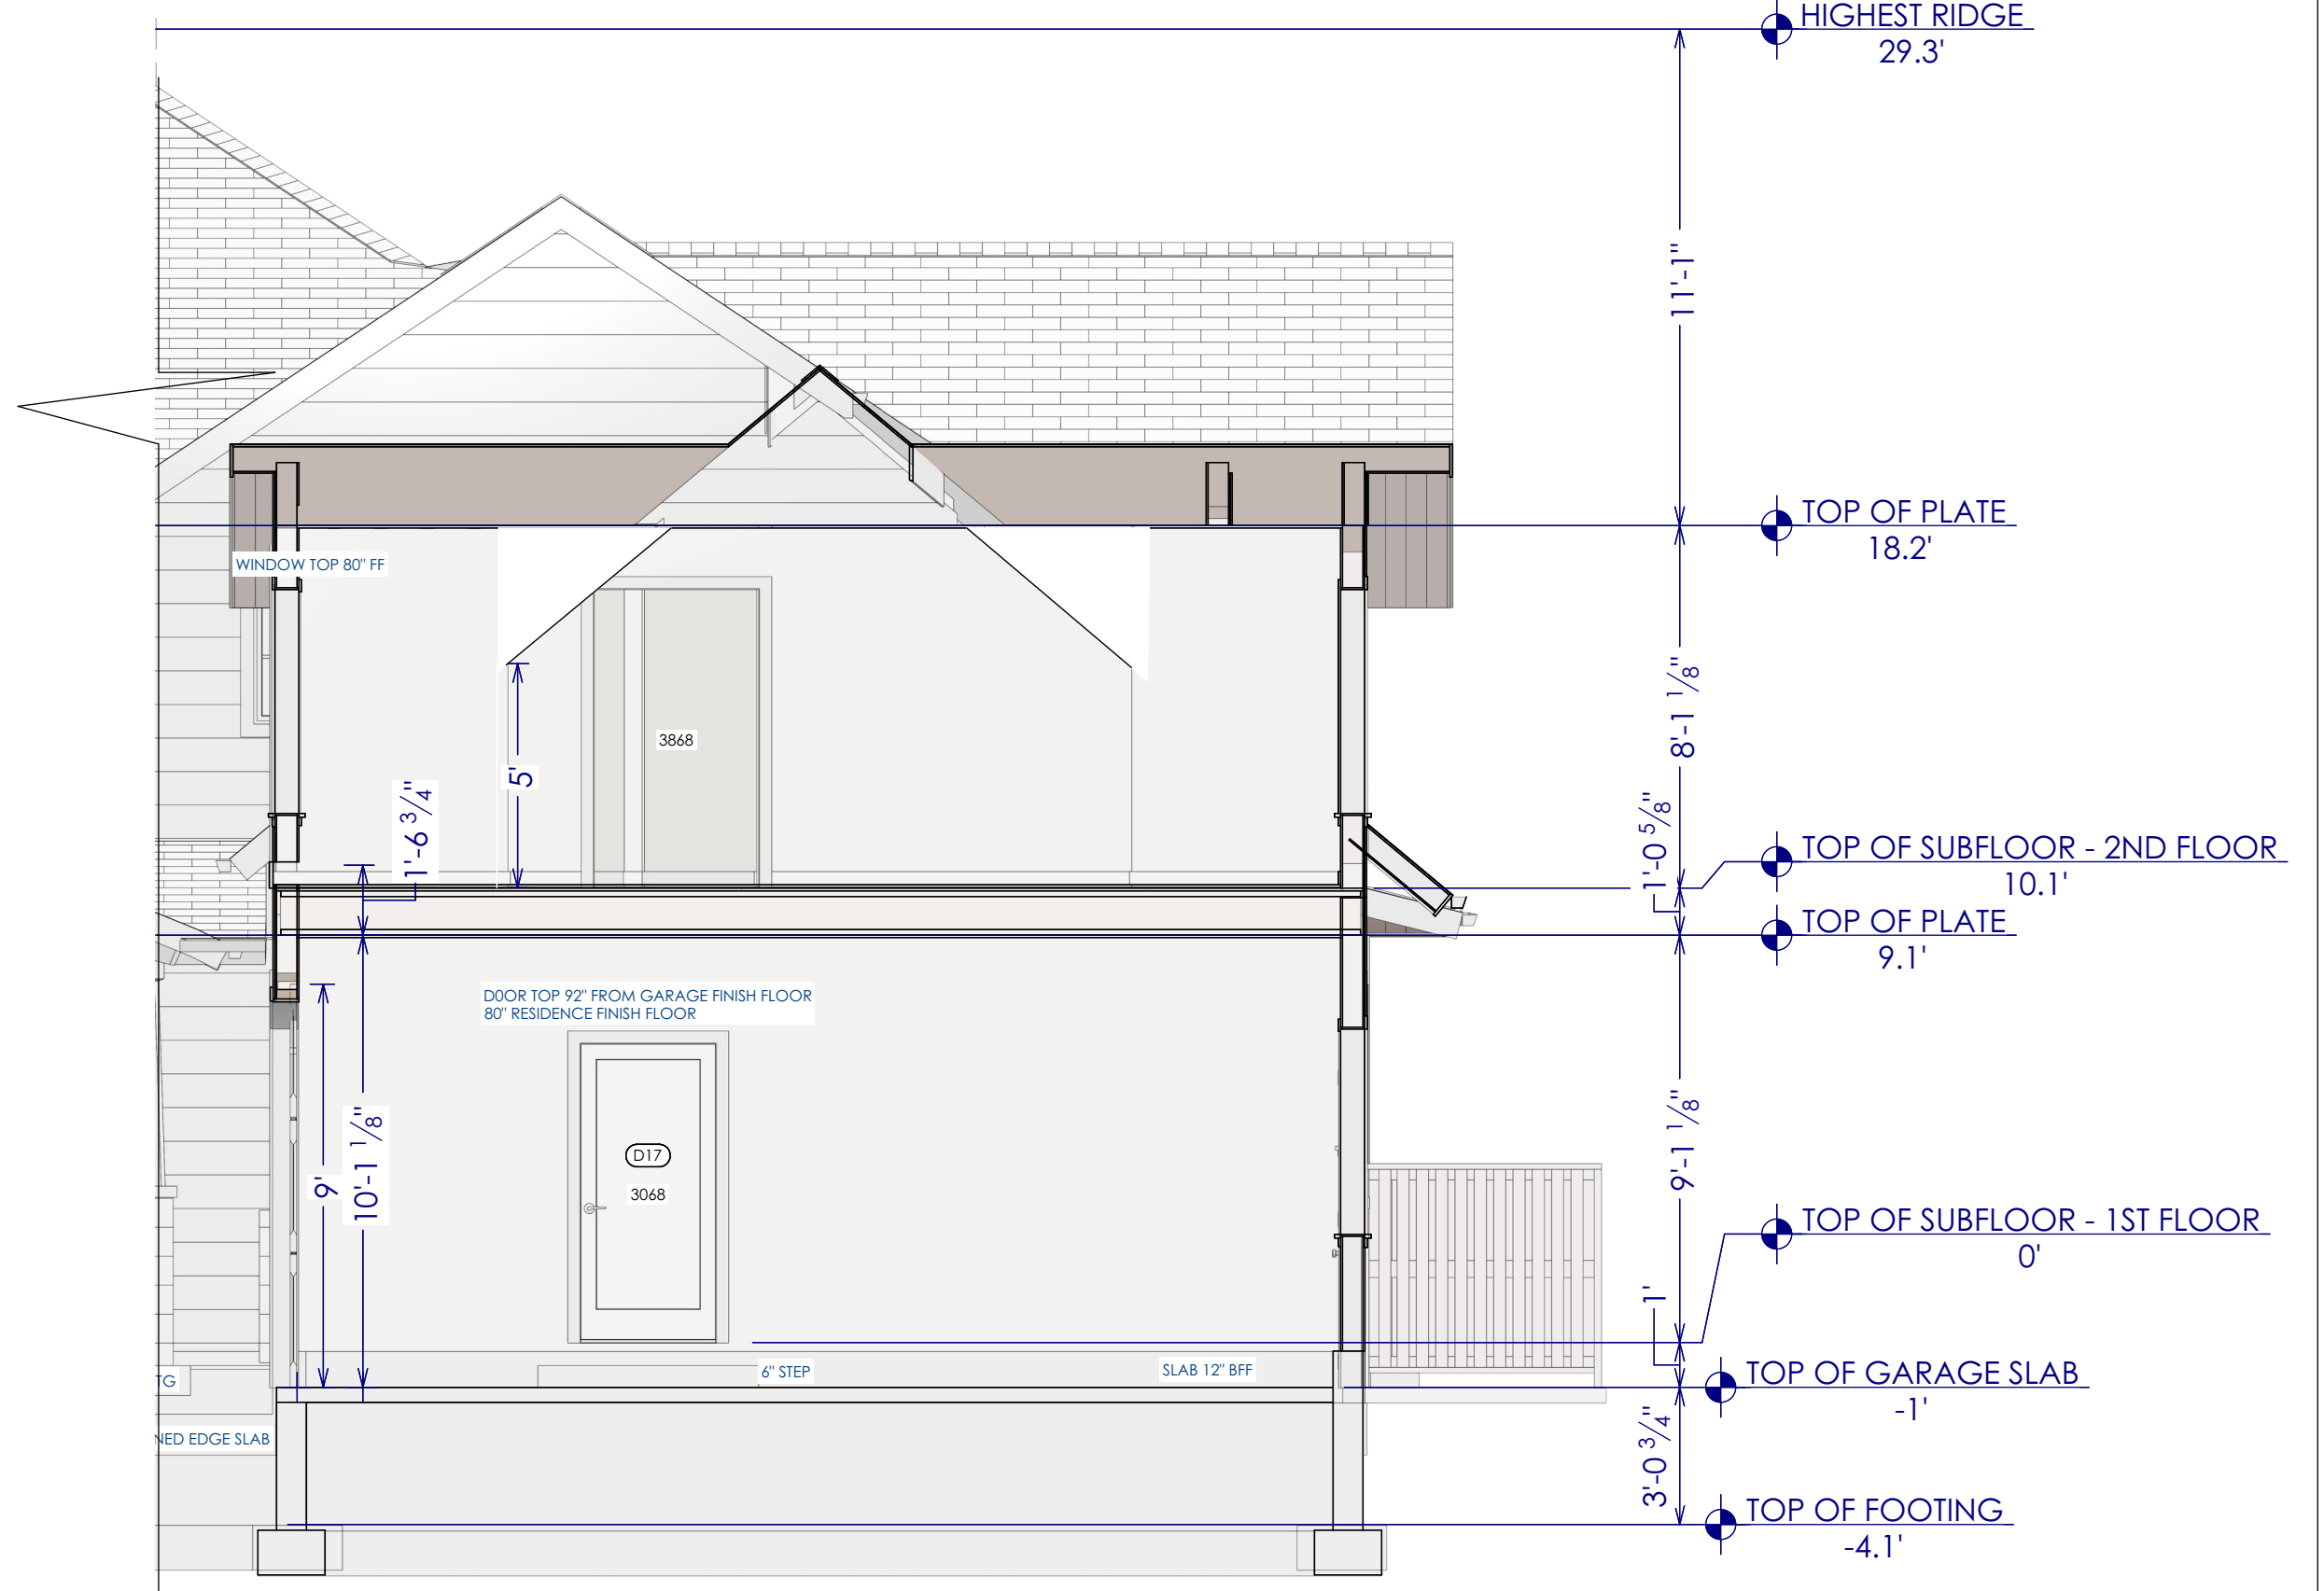 HIGHEST RIDGE
29.3'
11'-1"
TOP OF PLATE
18.2'
WINDOW TOP 80" FF
8'-1 1/8"
3868
5'
1'-6 3/4"
1'-0 5/8"
TOP OF SUBFLOOR - 2ND FLOOR
10.1'
TOP OF PLATE
9.1'
DOOR TOP 92" FROM GARAGE FINISH FLOOR
80" RESIDENCE FINISH FLOOR
9'
10'-1 1/8"
D17
3068
9'-1 1/8"
TOP OF SUBFLOOR - 1ST FLOOR
0'
1'
6" STEP
SLAB 12" BFF
TG
TOP OF GARAGE SLAB
-1'
NED EDGE SLAB
3'-0 3/4"
TOP OF FOOTING
-4.1'